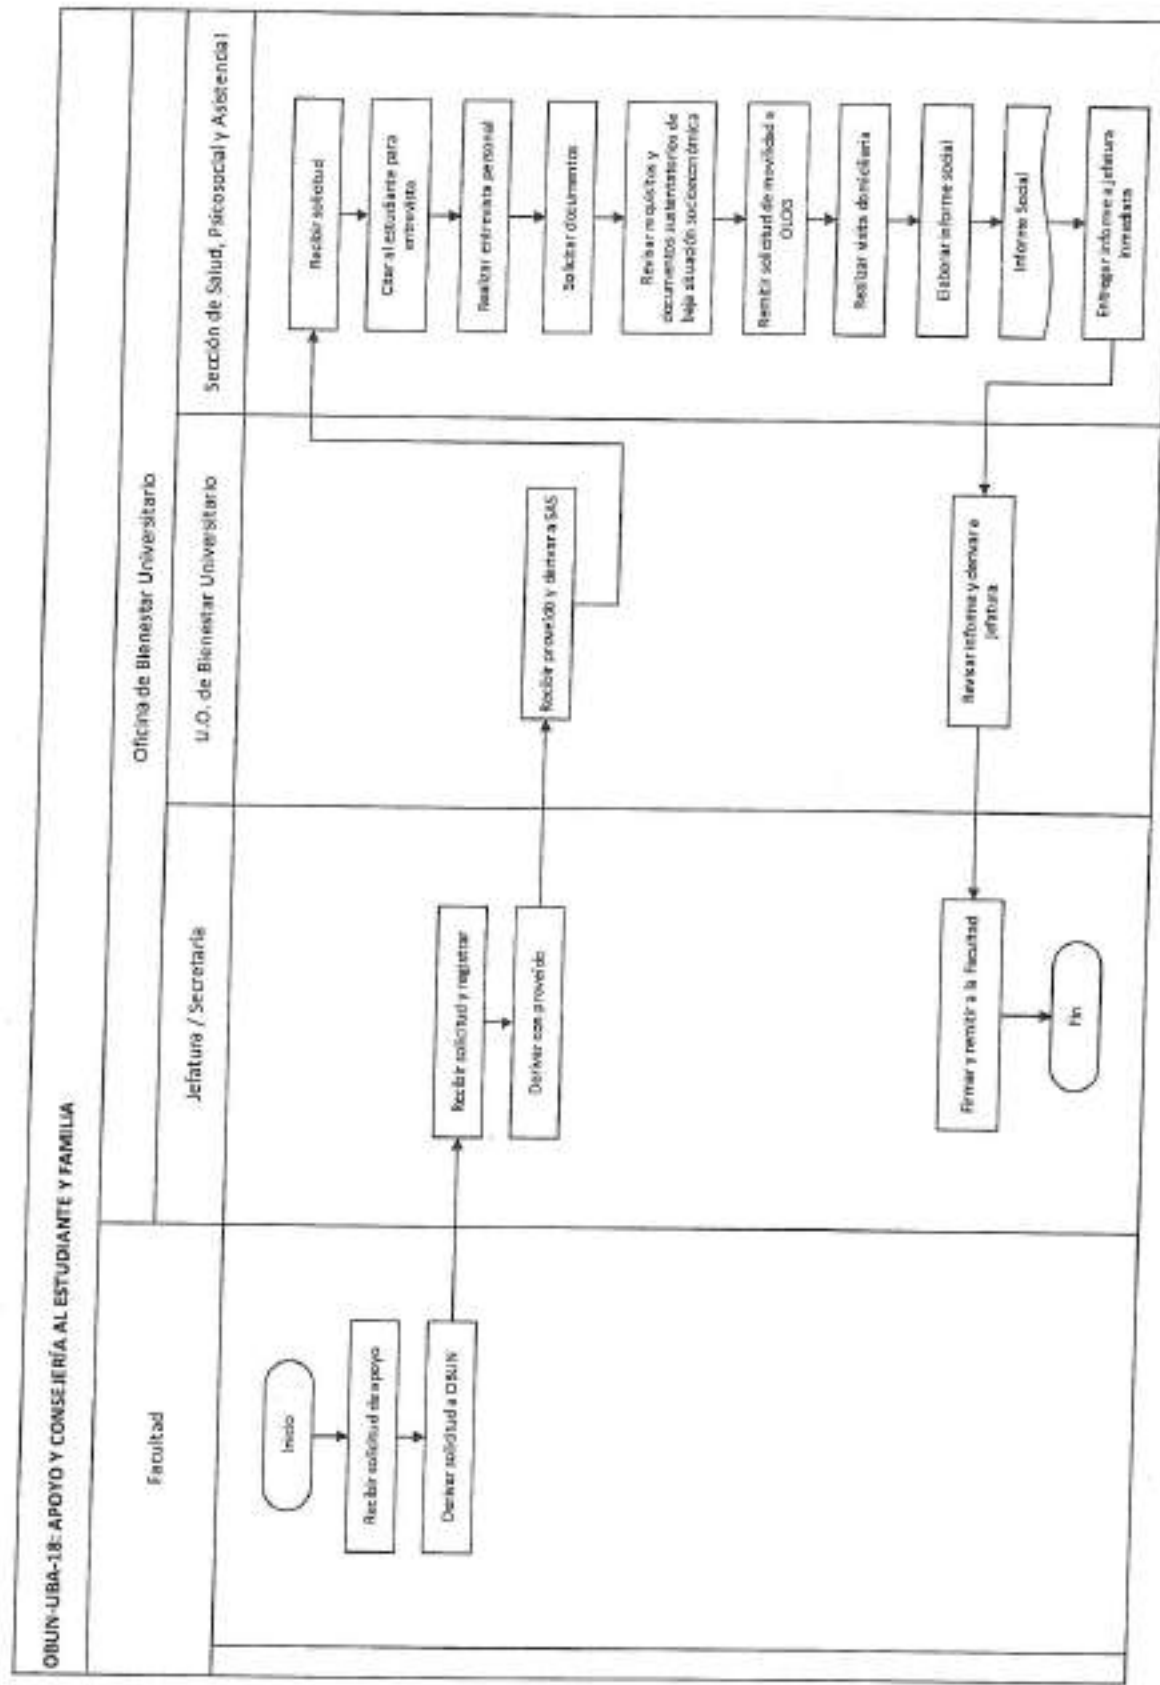 OBUN-UBA-18: APOYO Y CONSEJERÍA AL ESTUDIANTE Y FAMILIA
Facultad
Oficina de Bienestar Universitario
Jefatura / Secretaría
U.O. de Bienestar Universitario
Sección de Salud, Psicosocial y Asistencial
Inicio
Recibir solicitud de apoyo
Derivar solicitud a OBUN
Recibir solicitud y registrar
Derivar con proveído
Recibir proveído y derivar a SAS
Recibir solicitud
Citar al estudiante para
entrevista
Realizar entrevista personal
Solicitar documentos
Revisar requisitos y
documentos sustentatorios de
baja situación socioeconómica
Remitir solicitud de movilidad a
OLOG
Realizar visita domiciliaria
Elaborar informe social
Informe Social
Entregar informe a jefatura
inmediata
Revisar informe y derivar a
jefatura
Firmar y remitir a la Facultad
Fin